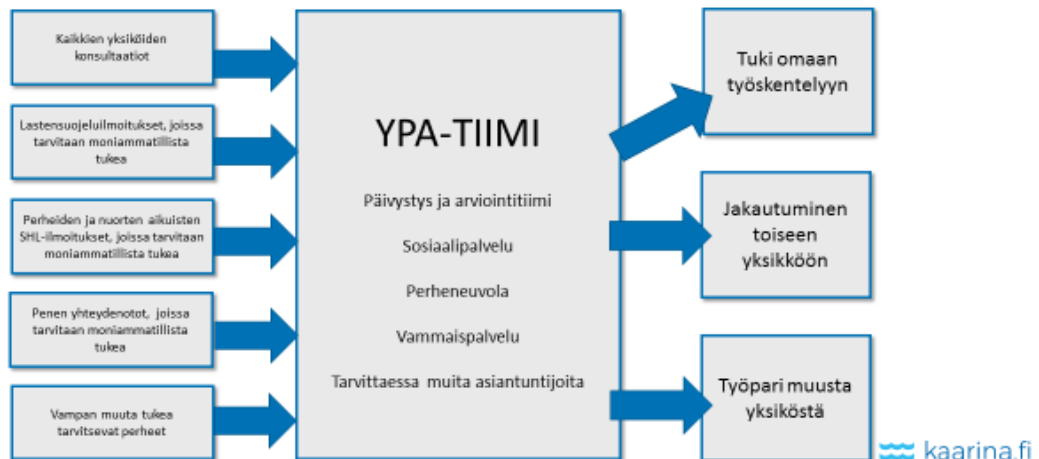 Kaikkien yksiköiden
konsultaatiot
Lastensuojeluilmoitukset, joissa
tarvitaan moniammatillista
tukea
Perheiden ja nuorten aikuisten
SHL-ilmoitukset, joissa tarvitaan
moniammatillista tukea
Penen yhteydenotot, joissa
tarvitaan moniammatillista
tukea
Vampan muuta tukea
tarvitsevat perheet
YPA-TIIMI
Päivystys ja arviointitiimi
Sosiaalipalvelu
Perheneuvola
Vammaispalvelu
Tarvittaessa muita asiantuntijoita
Tuki omaan
työskentelyyn
Jakautuminen
toiseen
yksikköön
Työpari muusta
yksiköstä
kaarina.fi